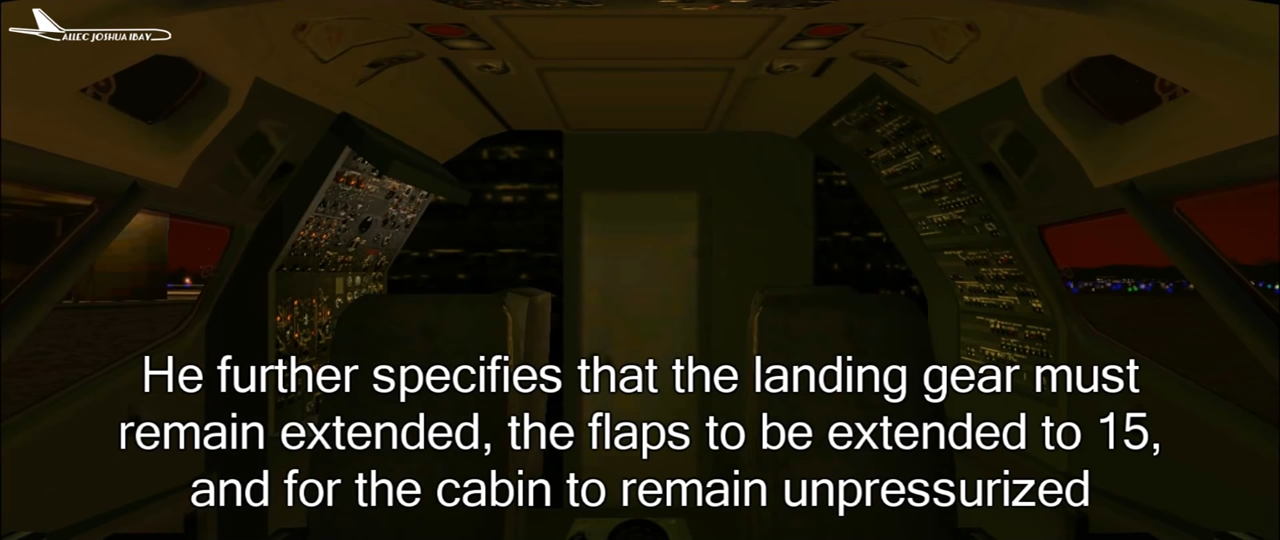 ALLEC JOSHUA IBAY
He further specifies that the landing gear must
remain extended, the flaps to be extended to 15,
and for the cabin to remain unpressurized